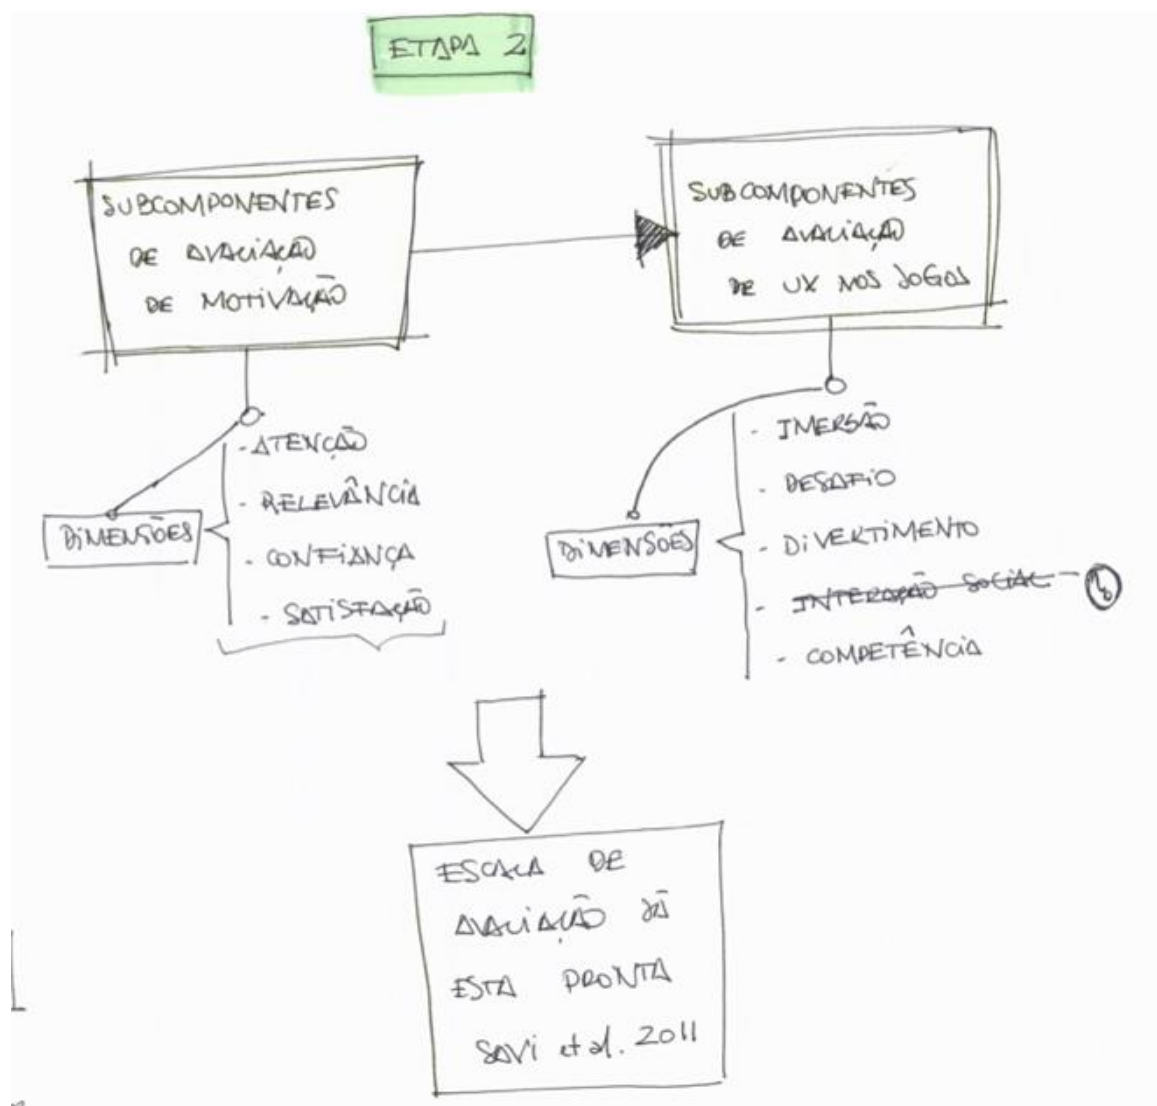 ETAPA 2
SUBCOMPONENTES
DE AVALIAÇÃO
DE MOTIVAÇÃO
SUBCOMPONENTES
DE AVALIAÇÃO
DE UX NOS JOGOS
DIMENSÕES
- ATENÇÃO
- RELEVÂNCIA
- CONFIANÇA
- SATISFAÇÃO
DIMENSÕES
- IMERSÃO
- DESAFIO
- DIVERTIMENTO
- INTERAÇÃO SOCIAL -
- COMPETÊNCIA
ESCALA DE
AVALIAÇÃO JÁ
ESTA PRONTA
SAVI et al. 2011